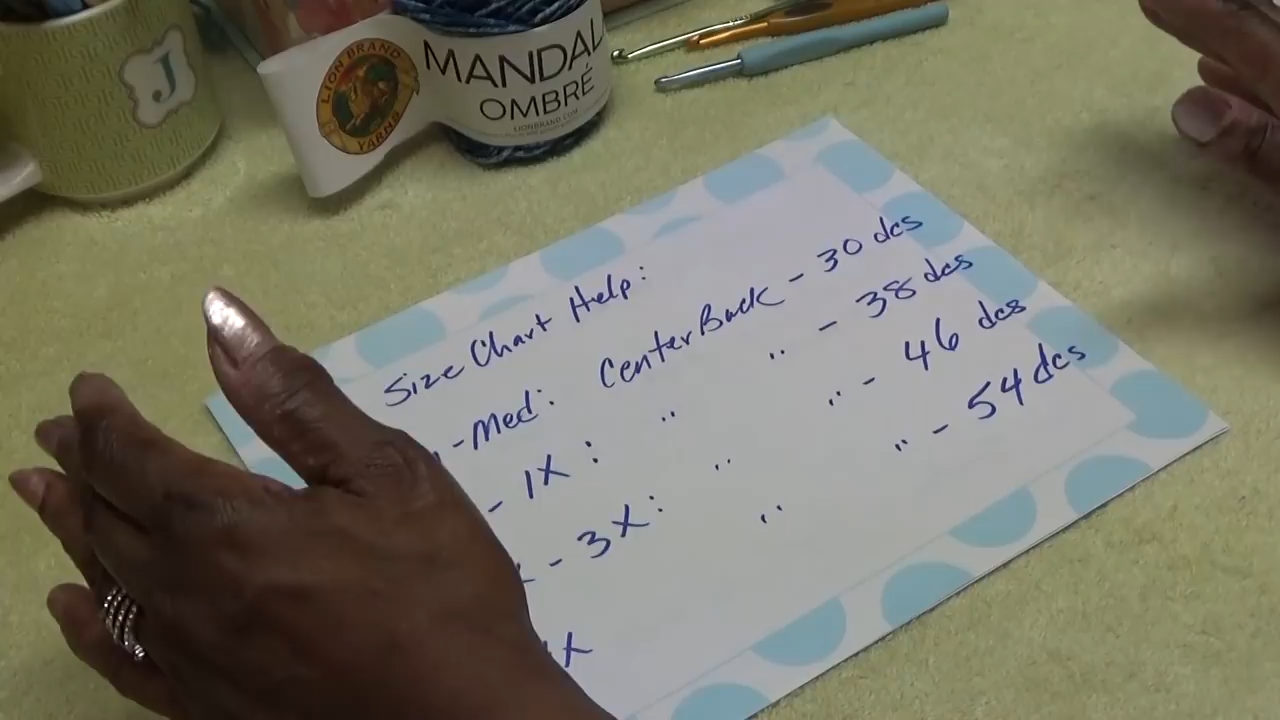 J
LION BRAND
YARNS
MANDAL
OMBRÉ
LIONBRAND.COM
Size Chart Help:
-Med: Center Back - 30 dcs
- 1X : " " - 38 dcs
- 3X: " " - 46 dcs
X " " - 54 dcs